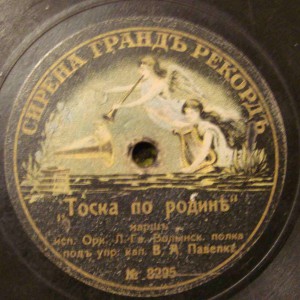 СИРЕНА ГРАНДЪ РЕКОРДЪ
"Тоска по родинѣ"
маршъ
исп. Орк. Л.-Гв. Волынск. полка
подъ упр. кап. В. Я. Павелка
№ 8295